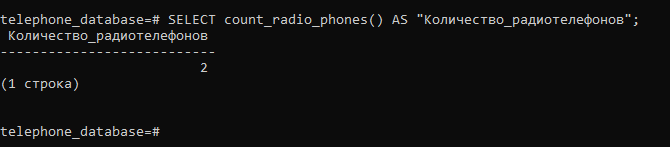 telephone_database=# SELECT count_radio_phones() AS "Количество_радиотелефонов";
 Количество_радиотелефонов
---------------------------
                         2
(1 строка)
telephone_database=#